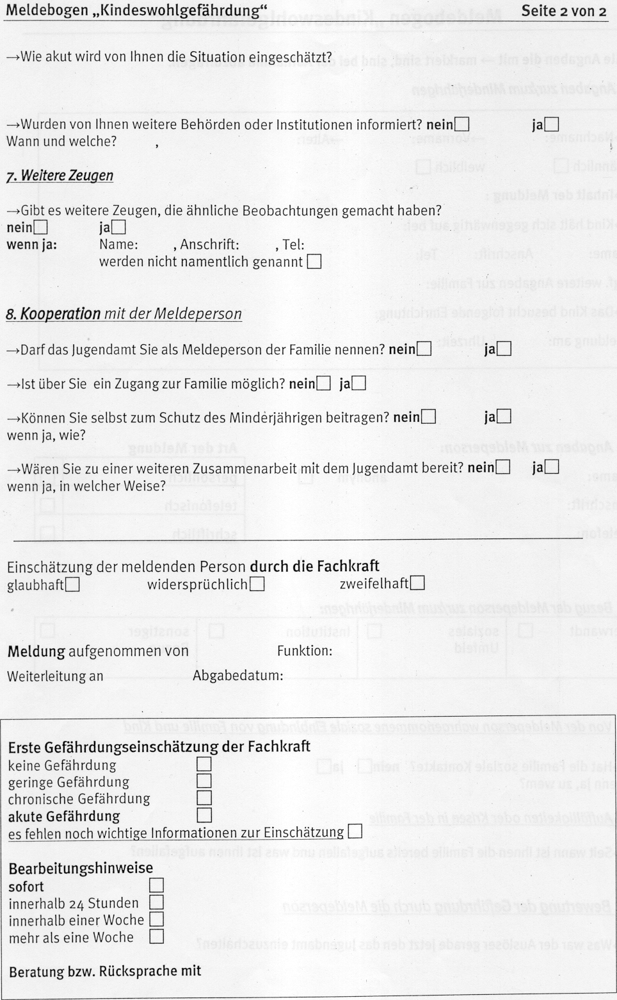 Meldebogen „Kindeswohlgefährdung“ Seite 2 von 2
→Wie akut wird von Ihnen die Situation eingeschätzt?
→Wurden von Ihnen weitere Behörden oder Institutionen informiert? nein☐ ja☐
Wann und welche? ,
7. Weitere Zeugen
→Gibt es weitere Zeugen, die ähnliche Beobachtungen gemacht haben?
nein☐ ja☐
wenn ja: Name: , Anschrift: , Tel:
werden nicht namentlich genannt ☐
8. Kooperation mit der Meldeperson
→Darf das Jugendamt Sie als Meldeperson der Familie nennen? nein☐ ja☐
→Ist über Sie ein Zugang zur Familie möglich? nein☐ ja☐
→Können Sie selbst zum Schutz des Minderjährigen beitragen? nein☐ ja☐
wenn ja, wie?
→Wären Sie zu einer weiteren Zusammenarbeit mit dem Jugendamt bereit? nein☐ ja☐
wenn ja, in welcher Weise?
Einschätzung der meldenden Person durch die Fachkraft
glaubhaft☐ widersprüchlich☐ zweifelhaft☐
Meldung aufgenommen von Funktion:
Weiterleitung an Abgabedatum:
Erste Gefährdungseinschätzung der Fachkraft
keine Gefährdung ☐
geringe Gefährdung ☐
chronische Gefährdung ☐
akute Gefährdung ☐
es fehlen noch wichtige Informationen zur Einschätzung ☐
Bearbeitungshinweise
sofort ☐
innerhalb 24 Stunden ☐
innerhalb einer Woche ☐
mehr als eine Woche ☐
Beratung bzw. Rücksprache mit